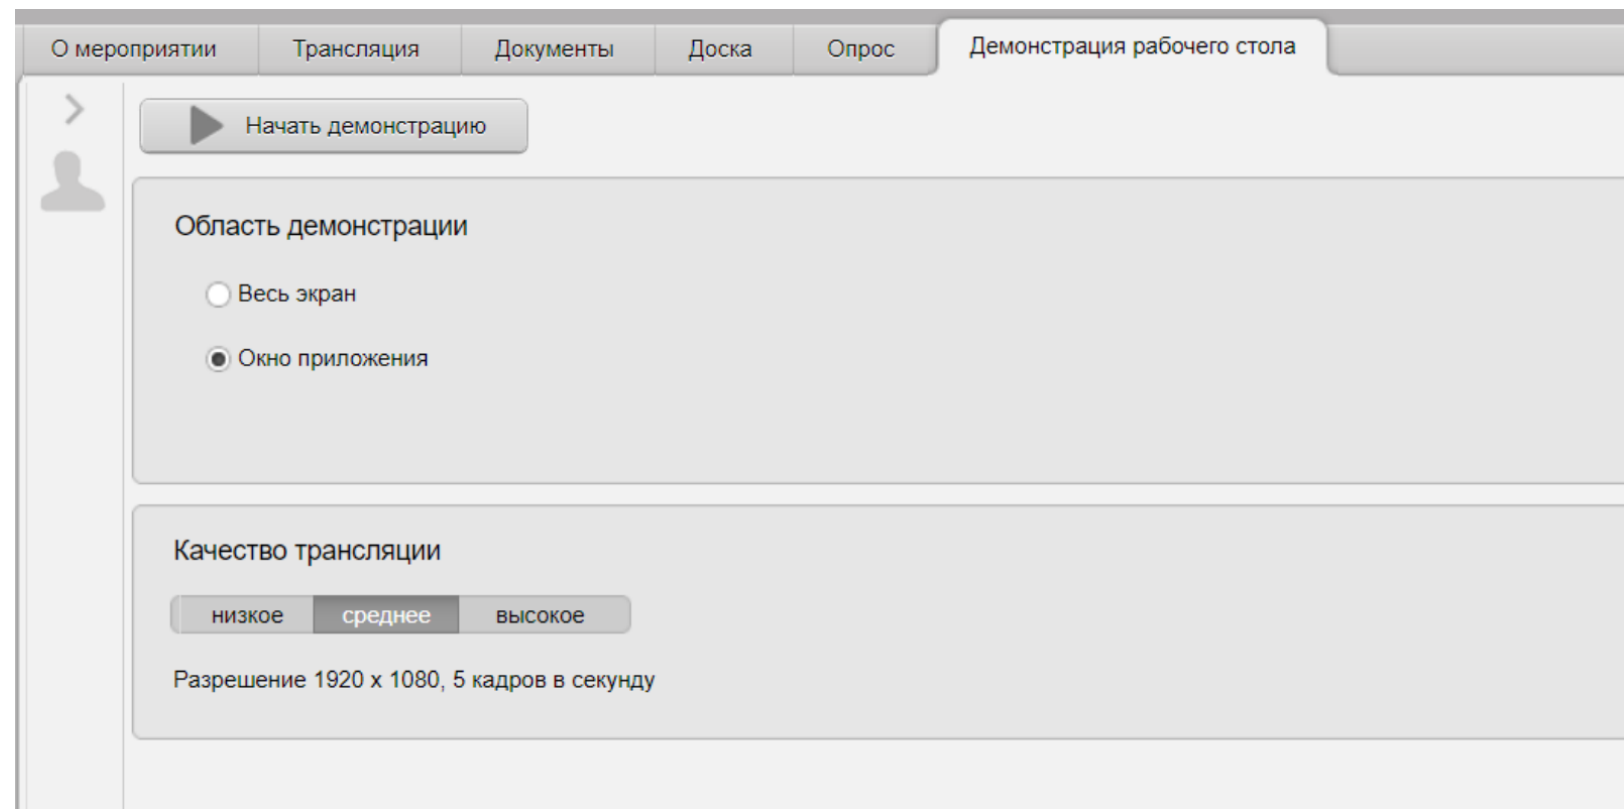 О мероприятии Трансляция Документы Доска Опрос Демонстрация рабочего стола
Начать демонстрацию
Область демонстрации
Весь экран
Окно приложения
Качество трансляции
низкое среднее высокое
Разрешение 1920 x 1080, 5 кадров в секунду